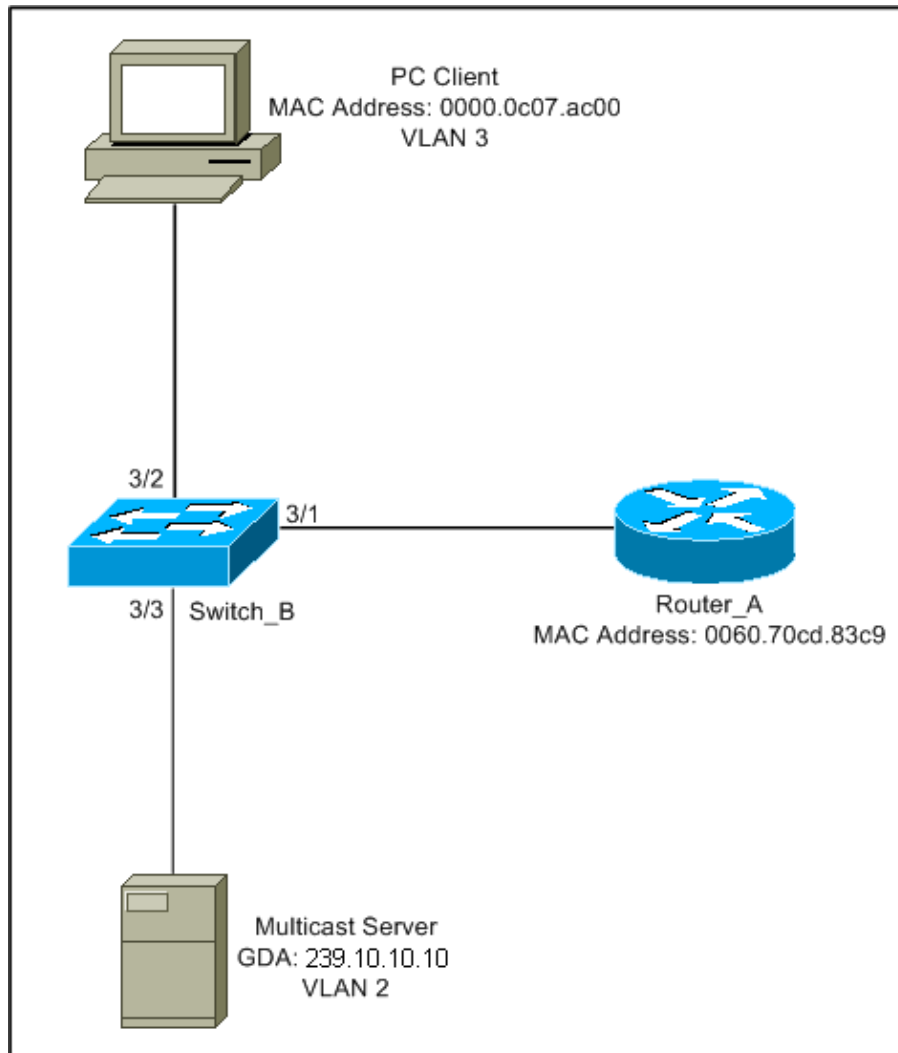 PC Client
MAC Address: 0000.0c07.ac00
VLAN 3
3/2
3/1
3/3
Switch_B
Router_A
MAC Address: 0060.70cd.83c9
Multicast Server
GDA: 239.10.10.10
VLAN 2